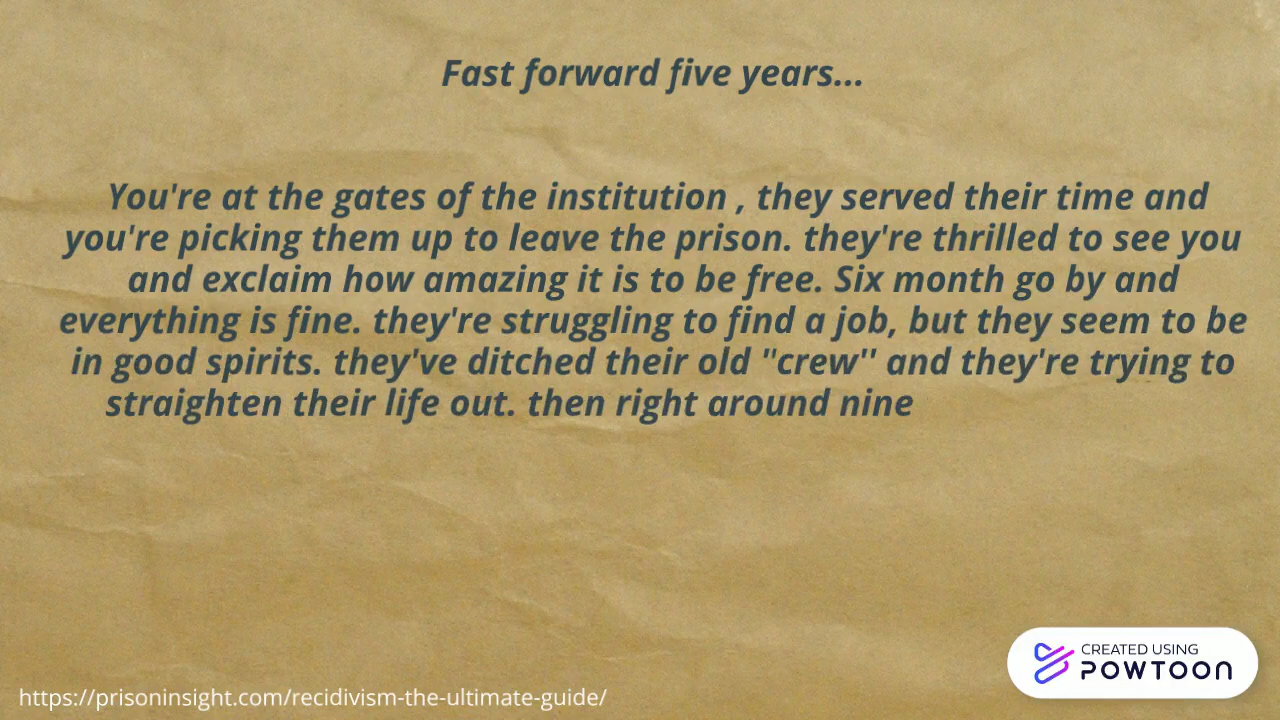 Fast forward five years...
You're at the gates of the institution , they served their time and
you're picking them up to leave the prison. they're thrilled to see you
and exclaim how amazing it is to be free. Six month go by and
everything is fine. they're struggling to find a job, but they seem to be
in good spirits. they've ditched their old "crew" and they're trying to
straighten their life out. then right around nine
CREATED USING
POWTOON
https://prisoninsight.com/recidivism-the-ultimate-guide/